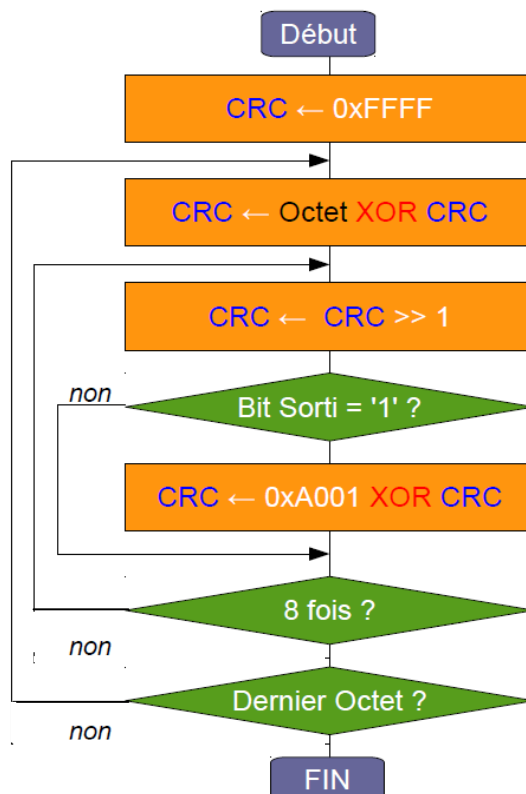 Début
CRC ← 0xFFFF
CRC ← Octet XOR CRC
CRC ← CRC >> 1
non
Bit Sorti = '1' ?
CRC ← 0xA001 XOR CRC
8 fois ?
non
Dernier Octet ?
non
FIN